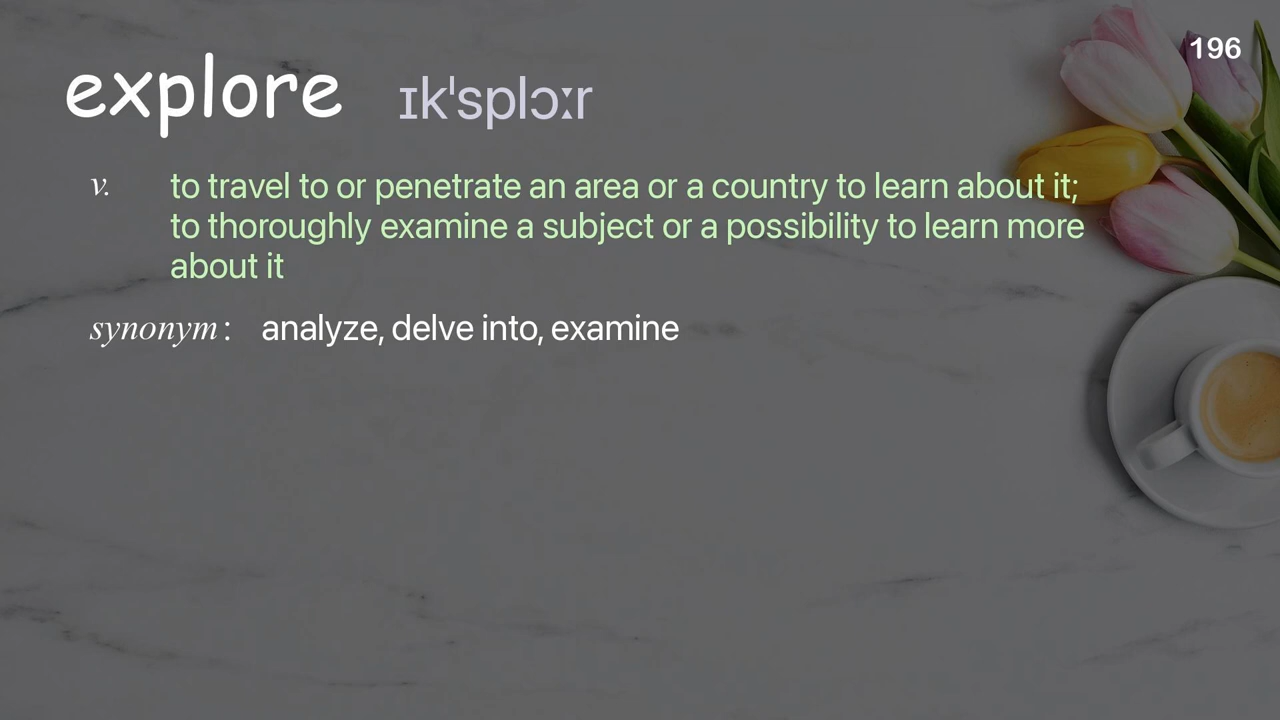 196
explore ɪkˈsplɔːr
v. to travel to or penetrate an area or a country to learn about it;
to thoroughly examine a subject or a possibility to learn more
about it
synonym: analyze, delve into, examine